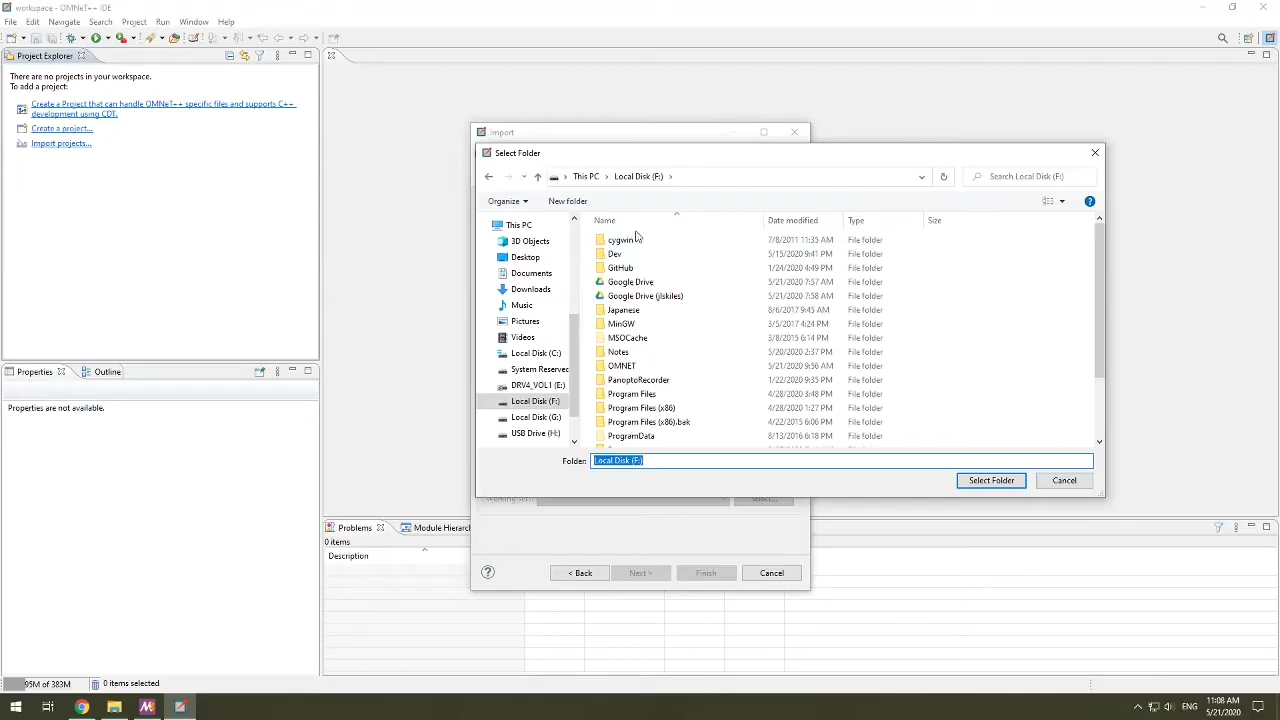 workspace - OMNeT++ IDE
File Edit Navigate Search Project Run Window Help
Project Explorer
There are no projects in your workspace.
To add a project:
Create a Project that can handle OMNeT++ specific files and supports C++
development using CDT.
Create a project...
Import projects...
Properties Outline
Properties are not available.
Import
Select Folder
This PC > Local Disk (F:) >
Search Local Disk (F:)
Organize New folder
This PC
3D Objects
Desktop
Documents
Downloads
Music
Pictures
Videos
Local Disk (C:)
System Reserved
DRV4_VOL1 (E:)
Local Disk (F:)
Local Disk (G:)
USB Drive (H:)
Name Date modified Type Size
cygwin 7/8/2011 11:35 AM File folder
Dev 5/15/2020 9:41 PM File folder
GitHub 1/24/2020 4:49 PM File folder
Google Drive 5/21/2020 7:57 AM File folder
Google Drive (jlskiles) 5/21/2020 7:58 AM File folder
Japanese 8/6/2017 9:45 AM File folder
MinGW 3/5/2017 4:24 PM File folder
MSOCache 3/8/2015 6:14 PM File folder
Notes 5/20/2020 2:37 PM File folder
OMNET 5/21/2020 9:56 AM File folder
PanoptoRecorder 1/22/2020 9:35 PM File folder
Program Files 4/28/2020 3:48 PM File folder
Program Files (x86) 4/28/2020 1:27 PM File folder
Program Files (x86).bak 4/22/2015 6:06 PM File folder
ProgramData 8/13/2016 6:18 PM File folder
Folder: Local Disk (F:)
Select Folder Cancel
< Back Next > Finish Cancel
Problems Module Hierarc
0 items
Description
95M of 383M 0 items selected
ENG
11:08 AM
5/21/2020